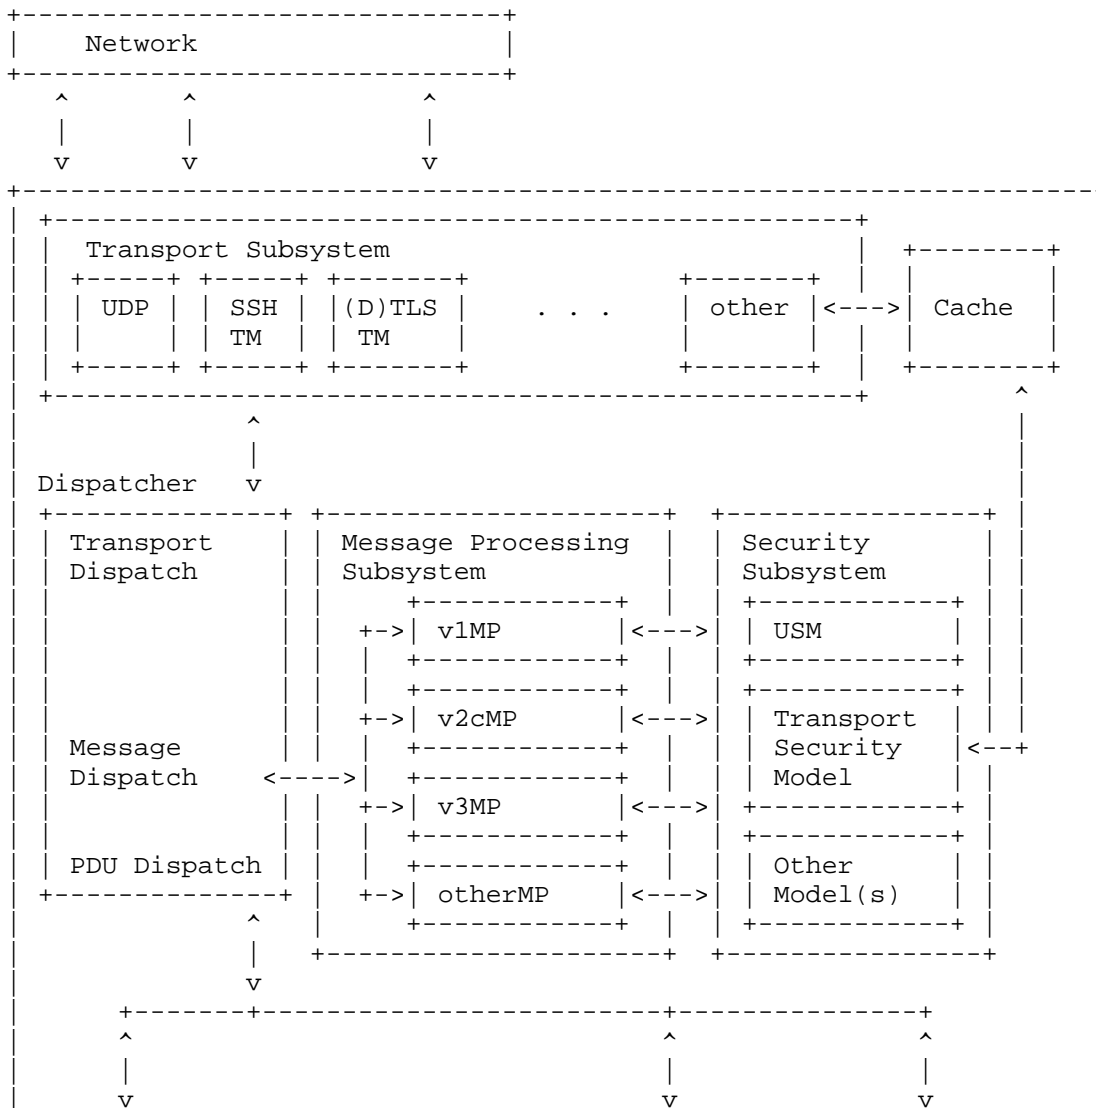 Network
Transport Subsystem
UDP SSH (D)TLS . . . other <---> Cache
TM TM
Dispatcher
Transport Message Processing Security
Dispatch Subsystem Subsystem
v1MP USM
v2cMP Transport
Message Security
Dispatch Model
v3MP
PDU Dispatch Other
otherMP Model(s)